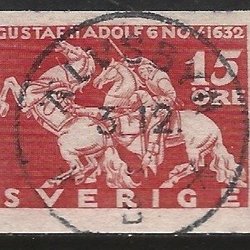 GUSTAF II ADOLF 6 NOV. 1632
15
ÖRE
3 12
SVERIGE